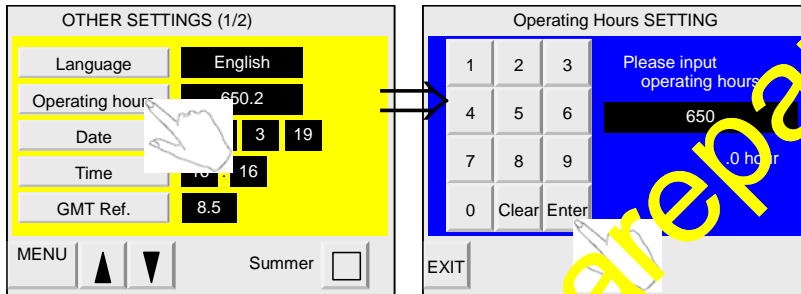 OTHER SETTINGS (1/2)
Language English
Operating hours 650.2
Date 3 19
Time : 16
GMT Ref. 8.5
MENU Summer
Operating Hours SETTING
1 2 3
4 5 6
7 8 9
0 Clear Enter
Please input
operating hours
650
.0 hour
EXIT